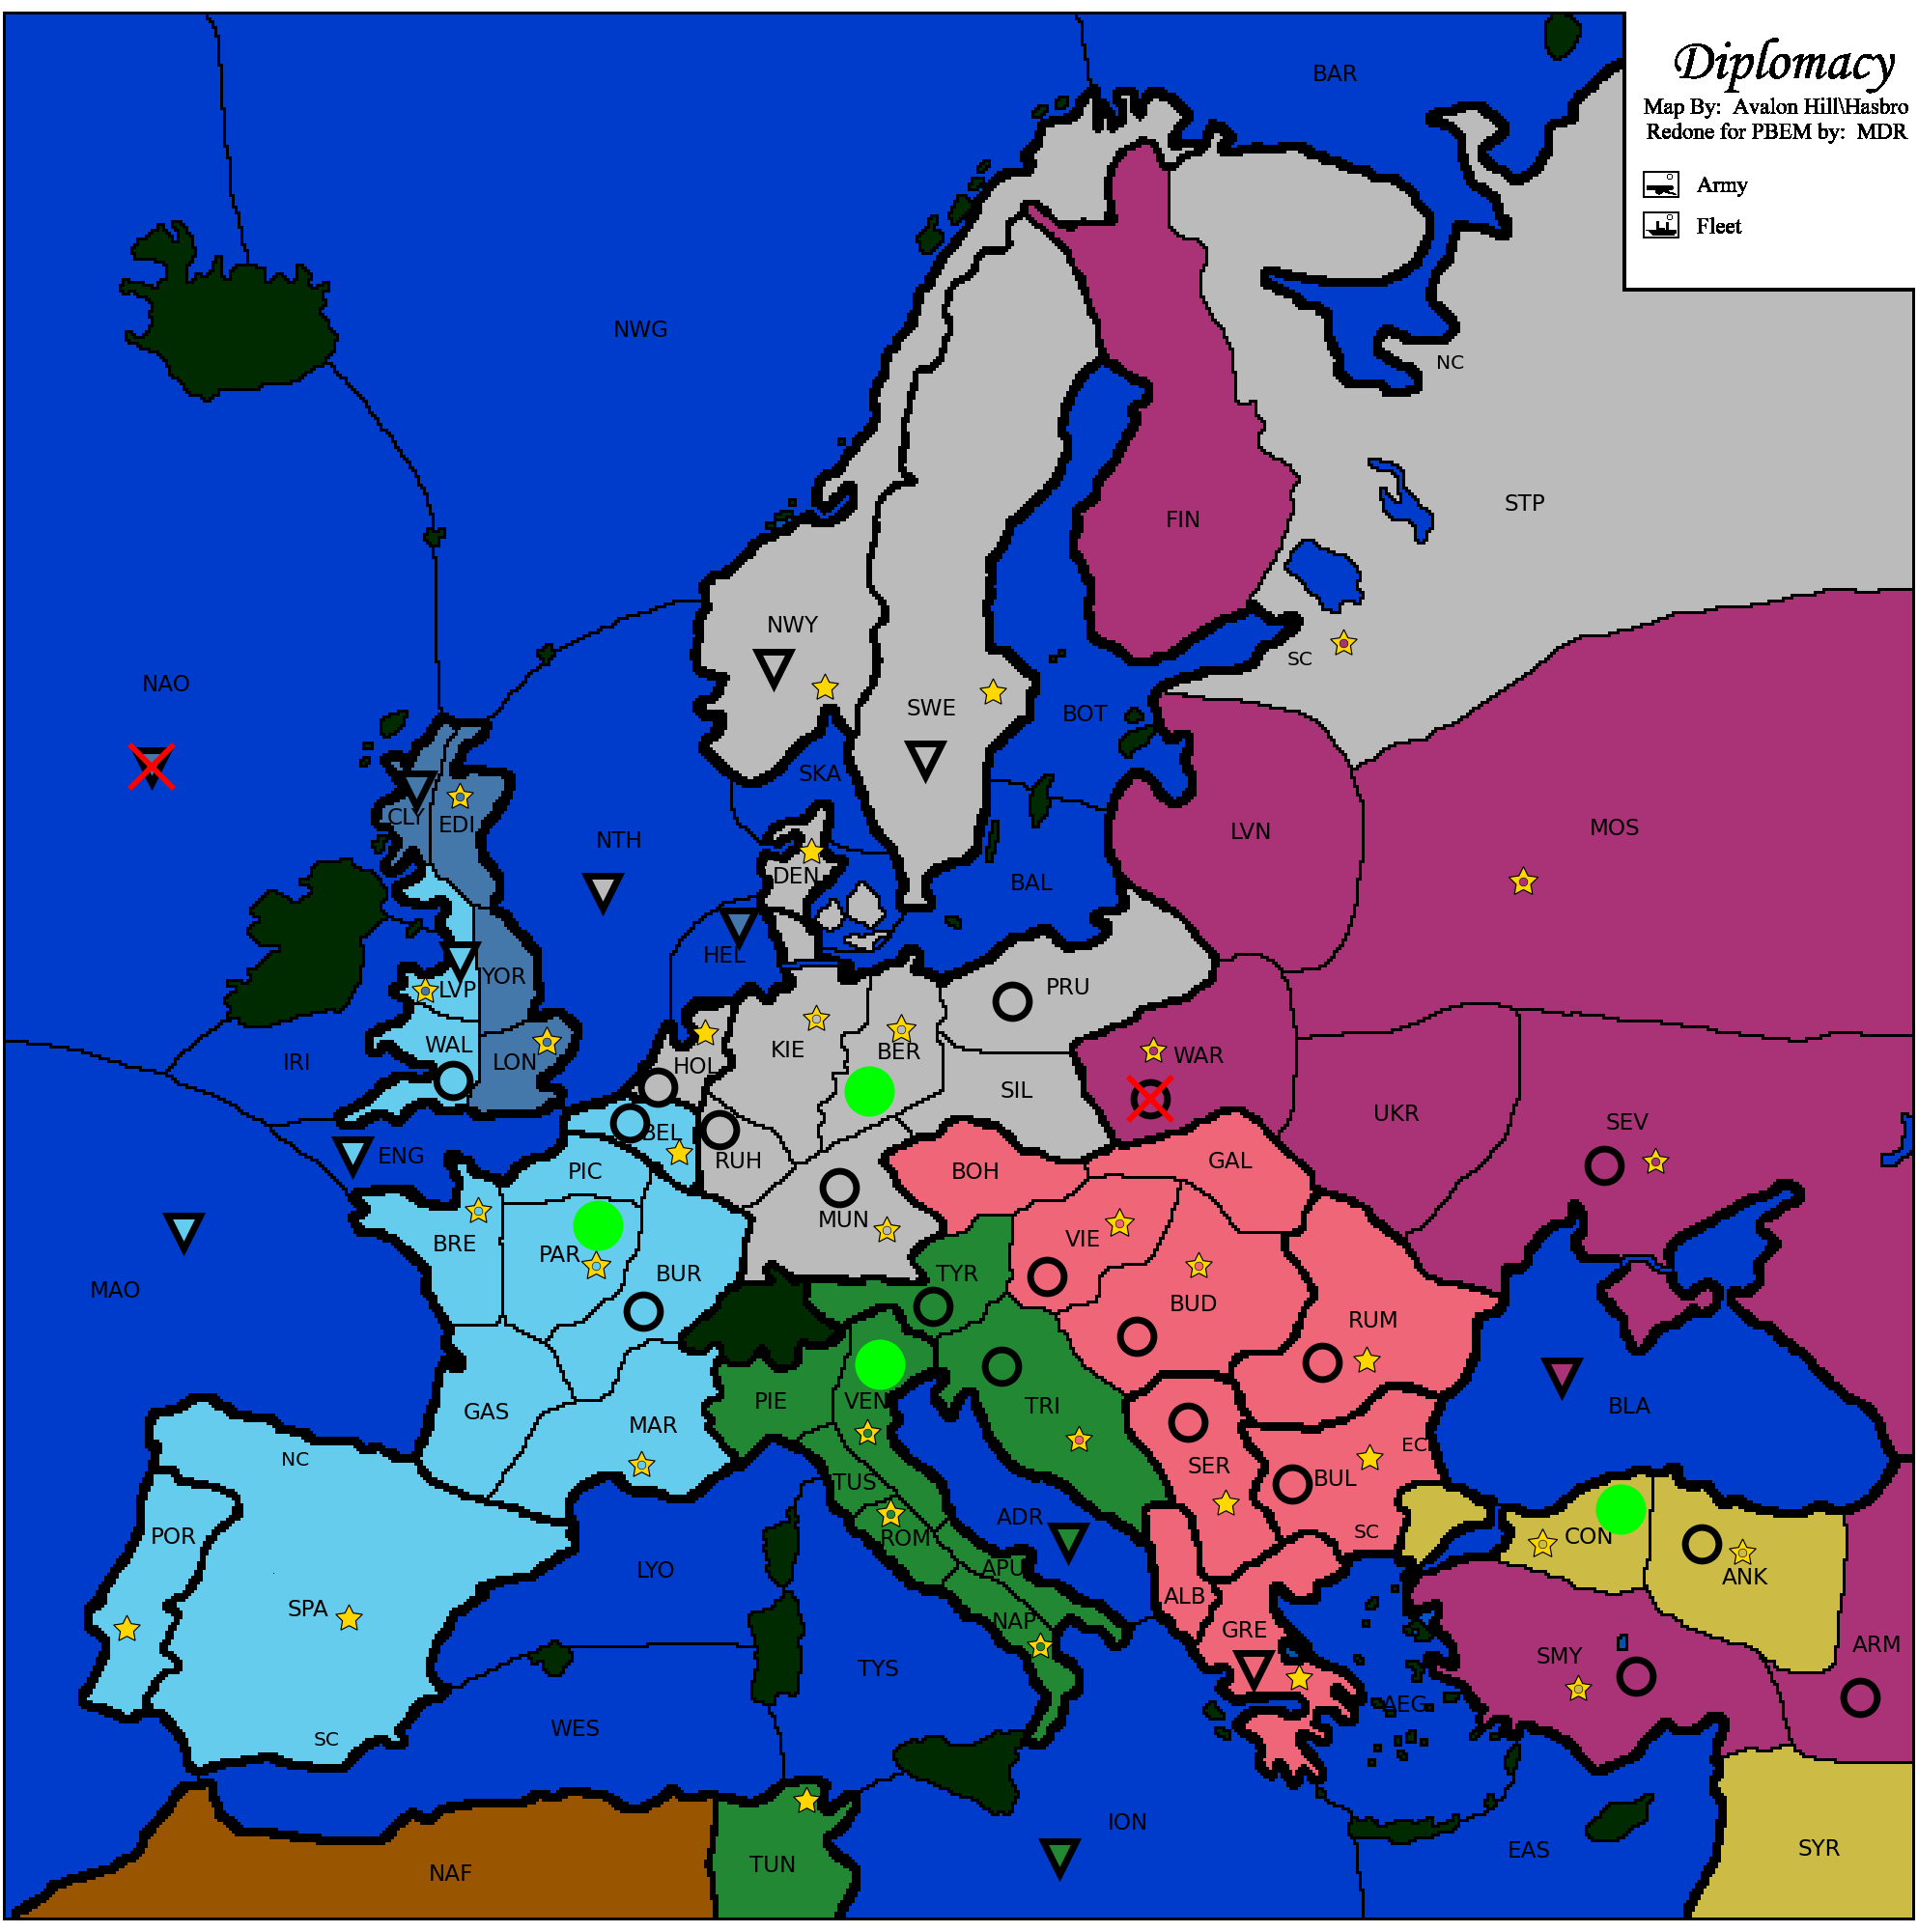 BAR
Diplomacy
Map By: Avalon Hill\Hasbro
Redone for PBEM by: MDR
Army
Fleet
NWG
NC
STP
FIN
NWY
SC
NAO
SWE
BOT
SKA
CLY
EDI
NTH
LVN
MOS
DEN
BAL
HEL
YOR
LVP
PRU
WAL
IRI
LON
HOL
KIE
BER
WAR
SIL
UKR
SEV
BEL
ENG
PIC
RUH
BOH
GAL
MUN
BRE
PAR
BUR
VIE
TYR
MAO
BUD
RUM
PIE
VEN
TRI
BLA
GAS
MAR
EC
NC
SER
TUS
BUL
POR
ADR
SC
ROM
CON
LYO
APU
ANK
SPA
ALB
NAP
GRE
ARM
SMY
TYS
AEG
WES
SC
ION
EAS
SYR
TUN
NAF